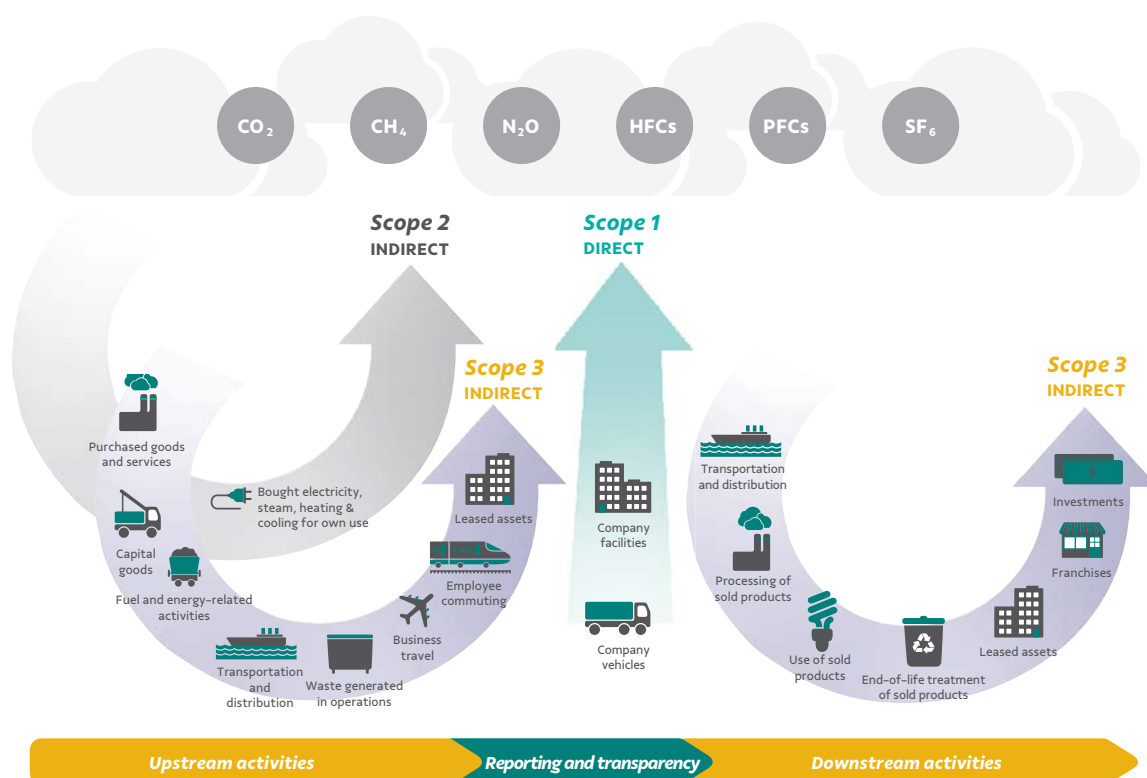 CO₂
CH₄
N₂O
HFCs
PFCs
SF₆
Scope 2
INDIRECT
Scope 1
DIRECT
Scope 3
INDIRECT
Scope 3
INDIRECT
Purchased goods
and services
Capital
goods
Fuel and energy-related
activities
Bought electricity,
steam, heating &
cooling for own use
Transportation
and
distribution
Waste generated
in operations
Business
travel
Employee
commuting
Leased assets
Company
facilities
Company
vehicles
Transportation
and distribution
Processing of
sold products
Use of sold
products
End-of-life treatment
of sold products
Leased assets
Franchises
$
Investments
Upstream activities
Reporting and transparency
Downstream activities